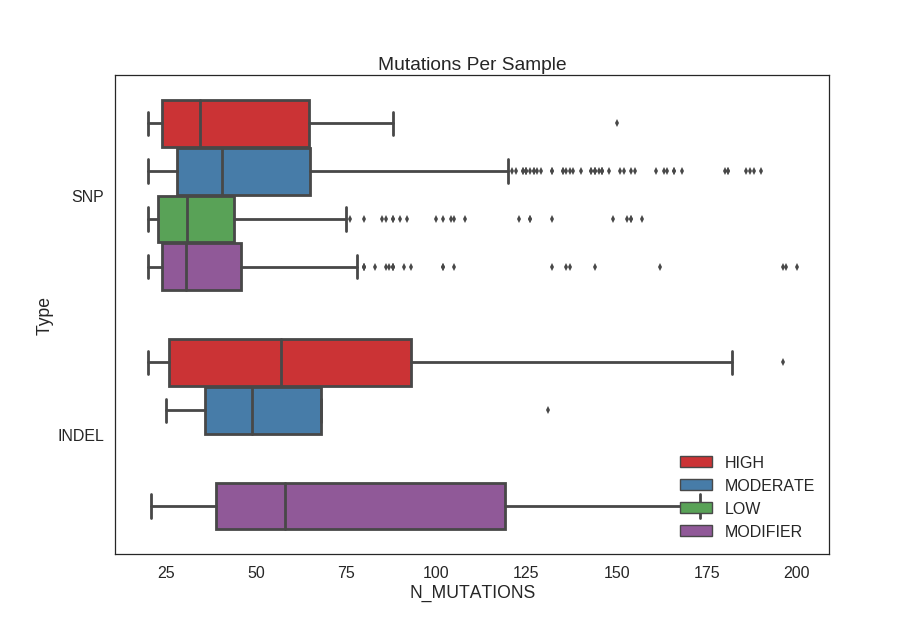 Mutations Per Sample
SNP
Type
INDEL
HIGH
MODERATE
LOW
MODIFIER
25 50 75 100 125 150 175 200
N_MUTATIONS